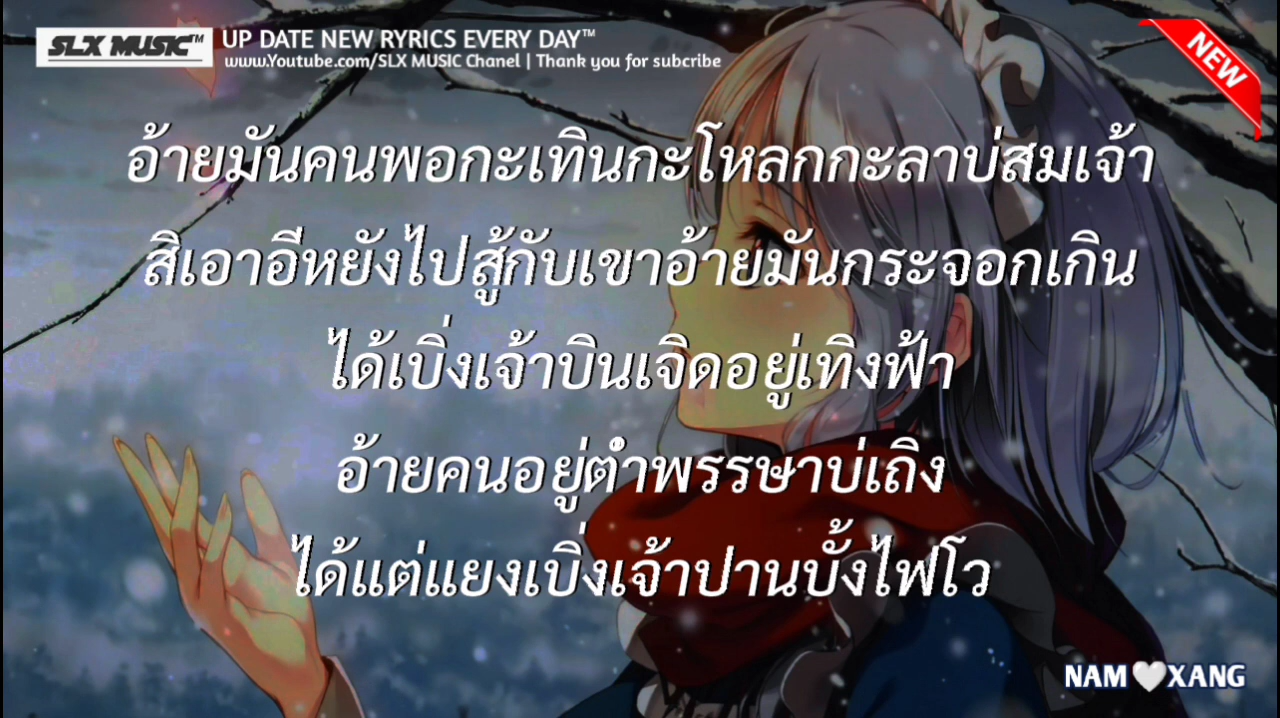 SLX MUSIC™
UP DATE NEW RYRICS EVERY DAY™
www.Youtube.com/SLX MUSIC Chanel | Thank you for subcribe
NEW
อ้ายมันคนพอกะเทินกะโหลกกะลาบ่สมเจ้า
สิเอาอีหยังไปสู้กับเขาอ้ายมันกระจอกเกิน
ได้เบิ่งเจ้าบินเจิดอยู่เทิงฟ้า
อ้ายคนอยู่ต่ำพรรษาบ่เถิง
ได้แต่แยงเบิ่งเจ้าปานบั้งไฟโว
NAM🤍XANG